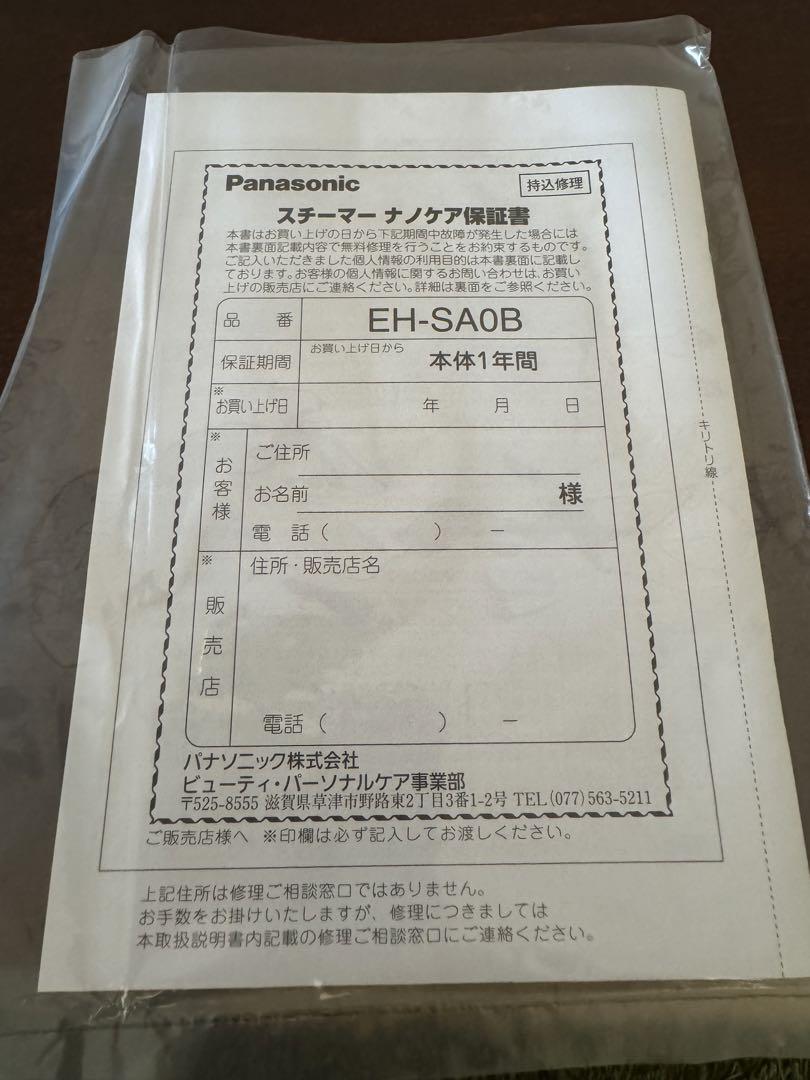 Panasonic
持込修理
スチーマー ナノケア保証書
本書はお買い上げの日から下記期間中故障が発生した場合には
本書裏面記載内容で無料修理を行うことをお約束するものです。
ご記入いただきました個人情報の利用目的は本書裏面に記載し
ております。お客様の個人情報に関するお問い合わせは、お買い
上げの販売店にご連絡ください。詳細は裏面をご参照ください。
品 番 EH-SA0B
保証期間 お買い上げ日から 本体1年間
※お買い上げ日 年 月 日
※お客様
ご住所
お名前 様
電 話 ( ) ー
※販売店
住所・販売店名
電話 ( ) ー
パナソニック株式会社
ビューティ・パーソナルケア事業部
〒525-8555 滋賀県草津市野路東2丁目3番1-2号 TEL(077)563-5211
ご販売店様へ ※印欄は必ず記入してお渡しください。
キリトリ線
上記住所は修理ご相談窓口ではありません。
お手数をお掛けいたしますが、修理につきましては
本取扱説明書内記載の修理ご相談窓口にご連絡ください。